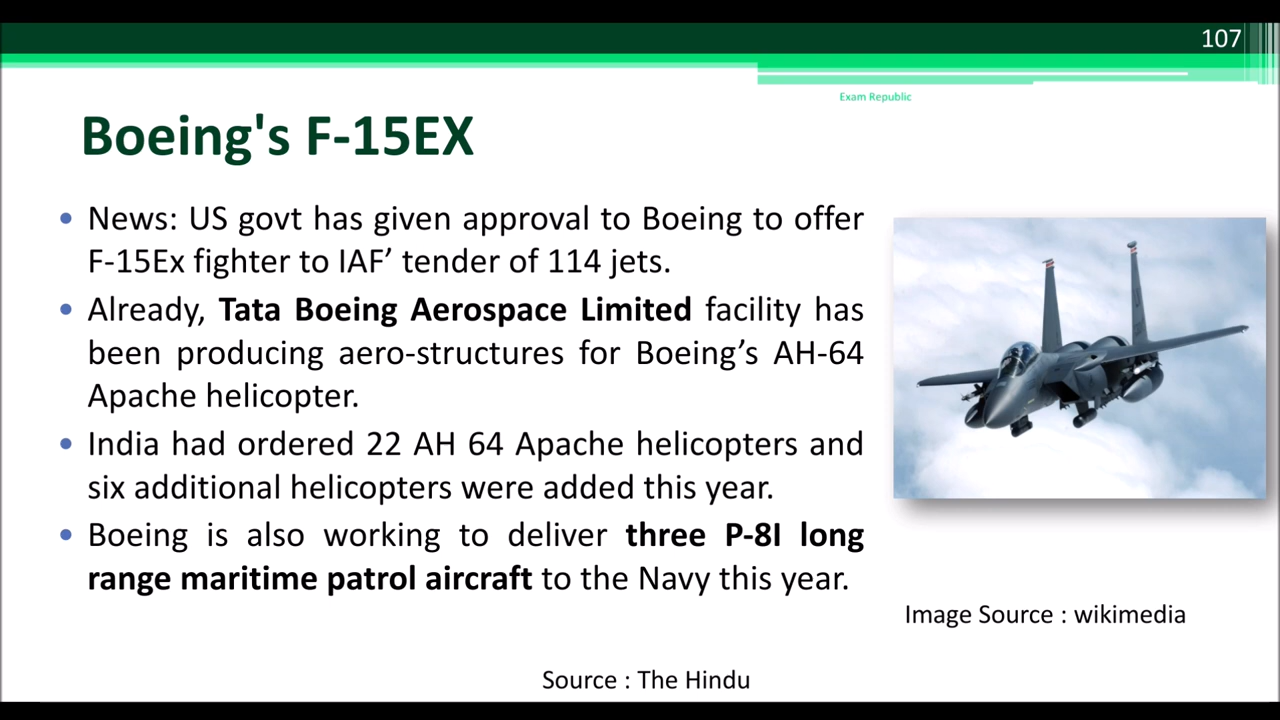 107
Exam Republic
Boeing's F-15EX
• News: US govt has given approval to Boeing to offer
F-15Ex fighter to IAF’ tender of 114 jets.
• Already, Tata Boeing Aerospace Limited facility has
been producing aero-structures for Boeing’s AH-64
Apache helicopter.
• India had ordered 22 AH 64 Apache helicopters and
six additional helicopters were added this year.
• Boeing is also working to deliver three P-8I long
range maritime patrol aircraft to the Navy this year.
Image Source : wikimedia
Source : The Hindu